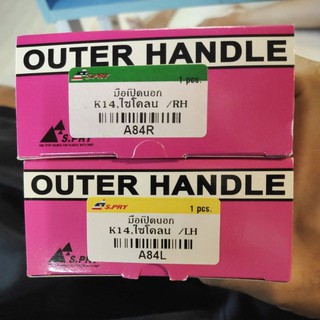 OUTER HANDLE
S.PRY 1 pcs.
มือเปิดนอก
K14.ไซโคลน /RH
A84R
S.PRY
OUTER HANDLE
S.PRY 1 pcs.
มือเปิดนอก
K14.ไซโคลน /LH
A84L
S.PRY